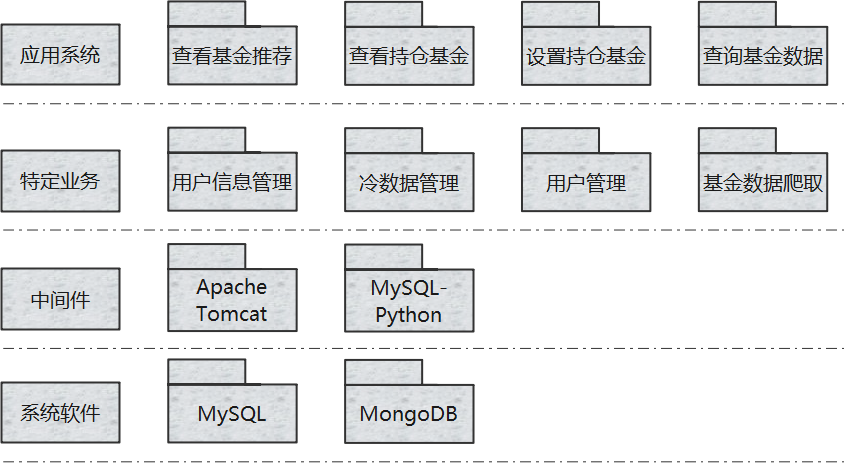 应用系统
查看基金推荐
查看持仓基金
设置持仓基金
查询基金数据
特定业务
用户信息管理
冷数据管理
用户管理
基金数据爬取
中间件
Apache
Tomcat
MySQL-
Python
系统软件
MySQL
MongoDB